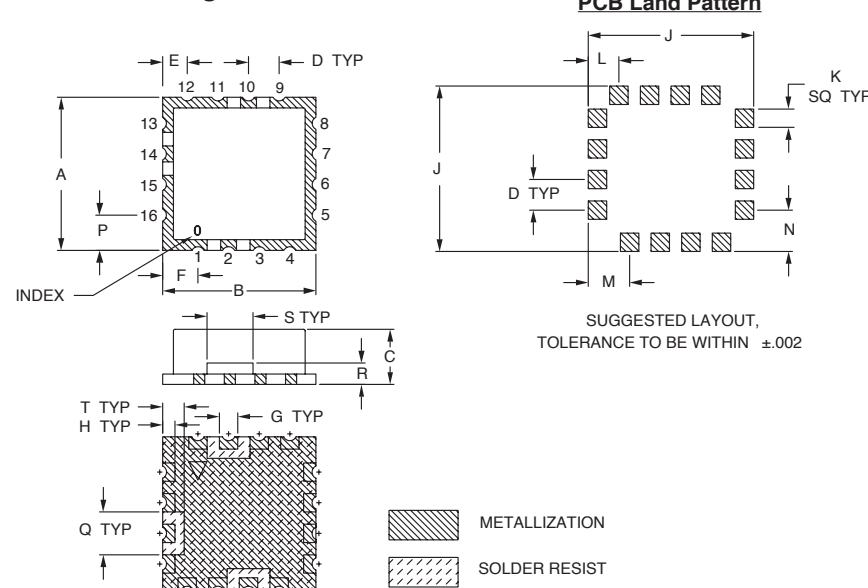 PCB Land Pattern
E
D TYP
12 11 10 9
13
14
15
16
8
7
6
5
A
P
0
1 2 3 4
F
B
INDEX
S TYP
C
R
T TYP
H TYP
G TYP
Q TYP
J
L
K
SQ TYP
J
D TYP
N
M
SUGGESTED LAYOUT,
TOLERANCE TO BE WITHIN ±.002
METALLIZATION
SOLDER RESIST